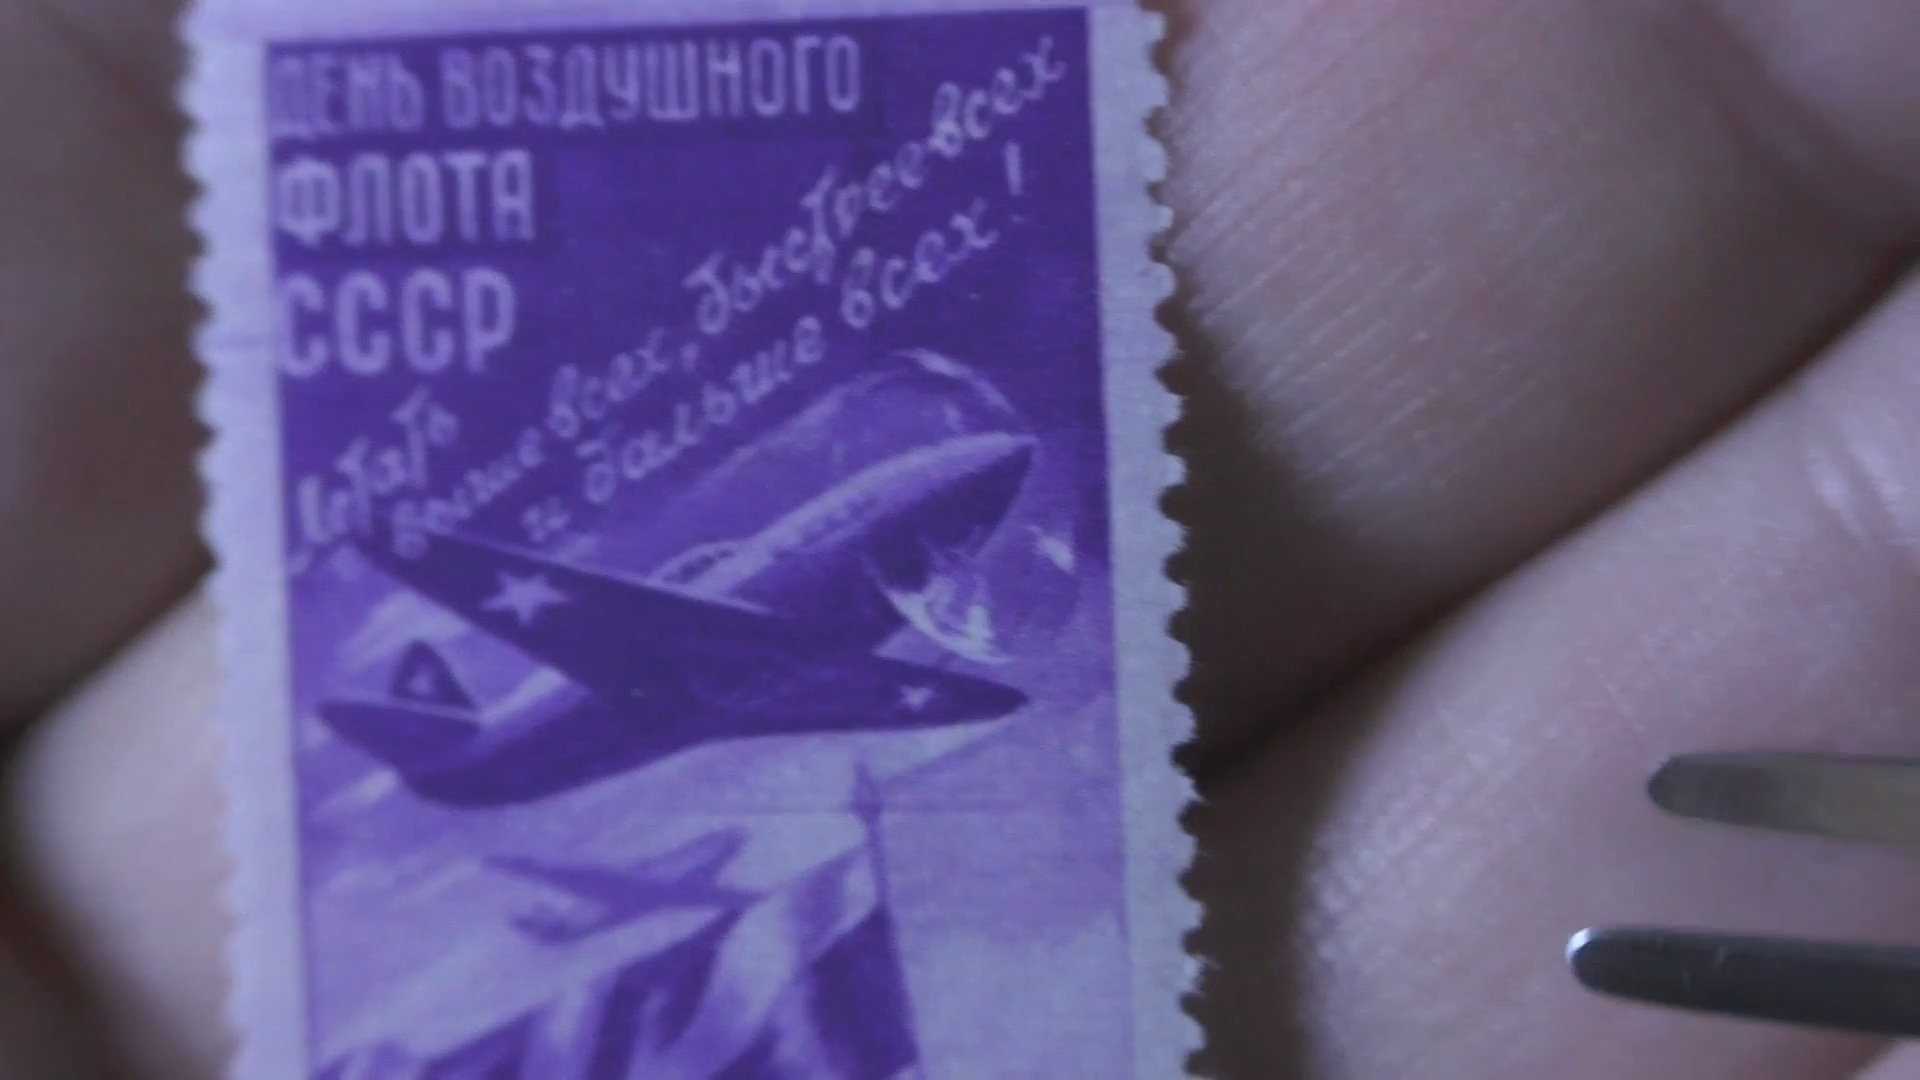 ДЕНЬ ВОЗДУШНОГО
ФЛОТА
СССР
Летать
выше всех, быстрее всех
и дальше всех!